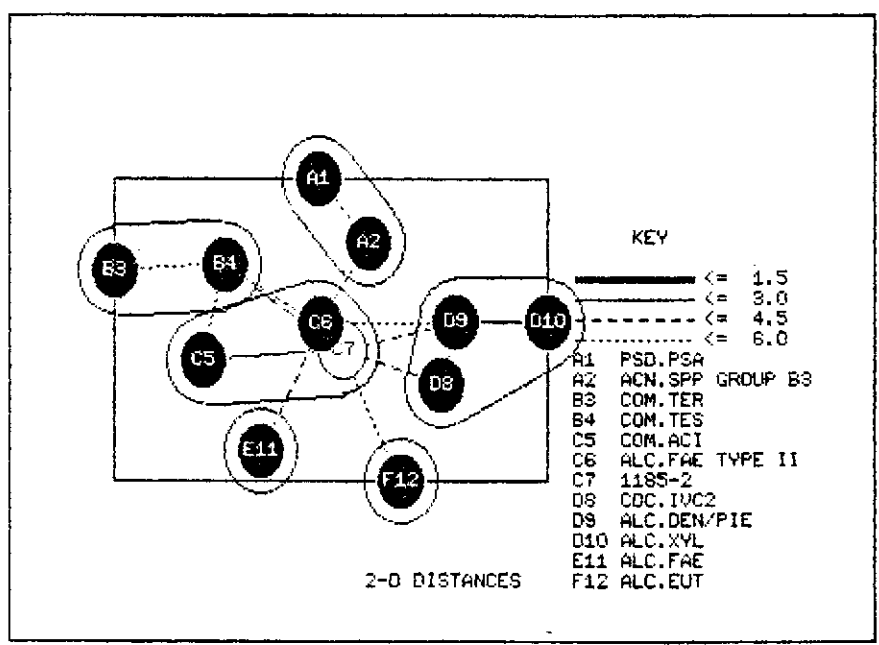 A1
A2
B3
B4
KEY
<= 1.5
<= 3.0
<= 4.5
<= 6.0
C6
D9
D10
C5
C7
D8
E11
F12
A1 PSD.PSA
A2 ACN.SPP GROUP B3
B3 COM.TER
B4 COM.TES
C5 COM.ACI
C6 ALC.FAE TYPE II
C7 1185-2
D8 CDC.IVC2
D9 ALC.DEN/PIE
D10 ALC.XYL
E11 ALC.FAE
F12 ALC.EUT
2-D DISTANCES